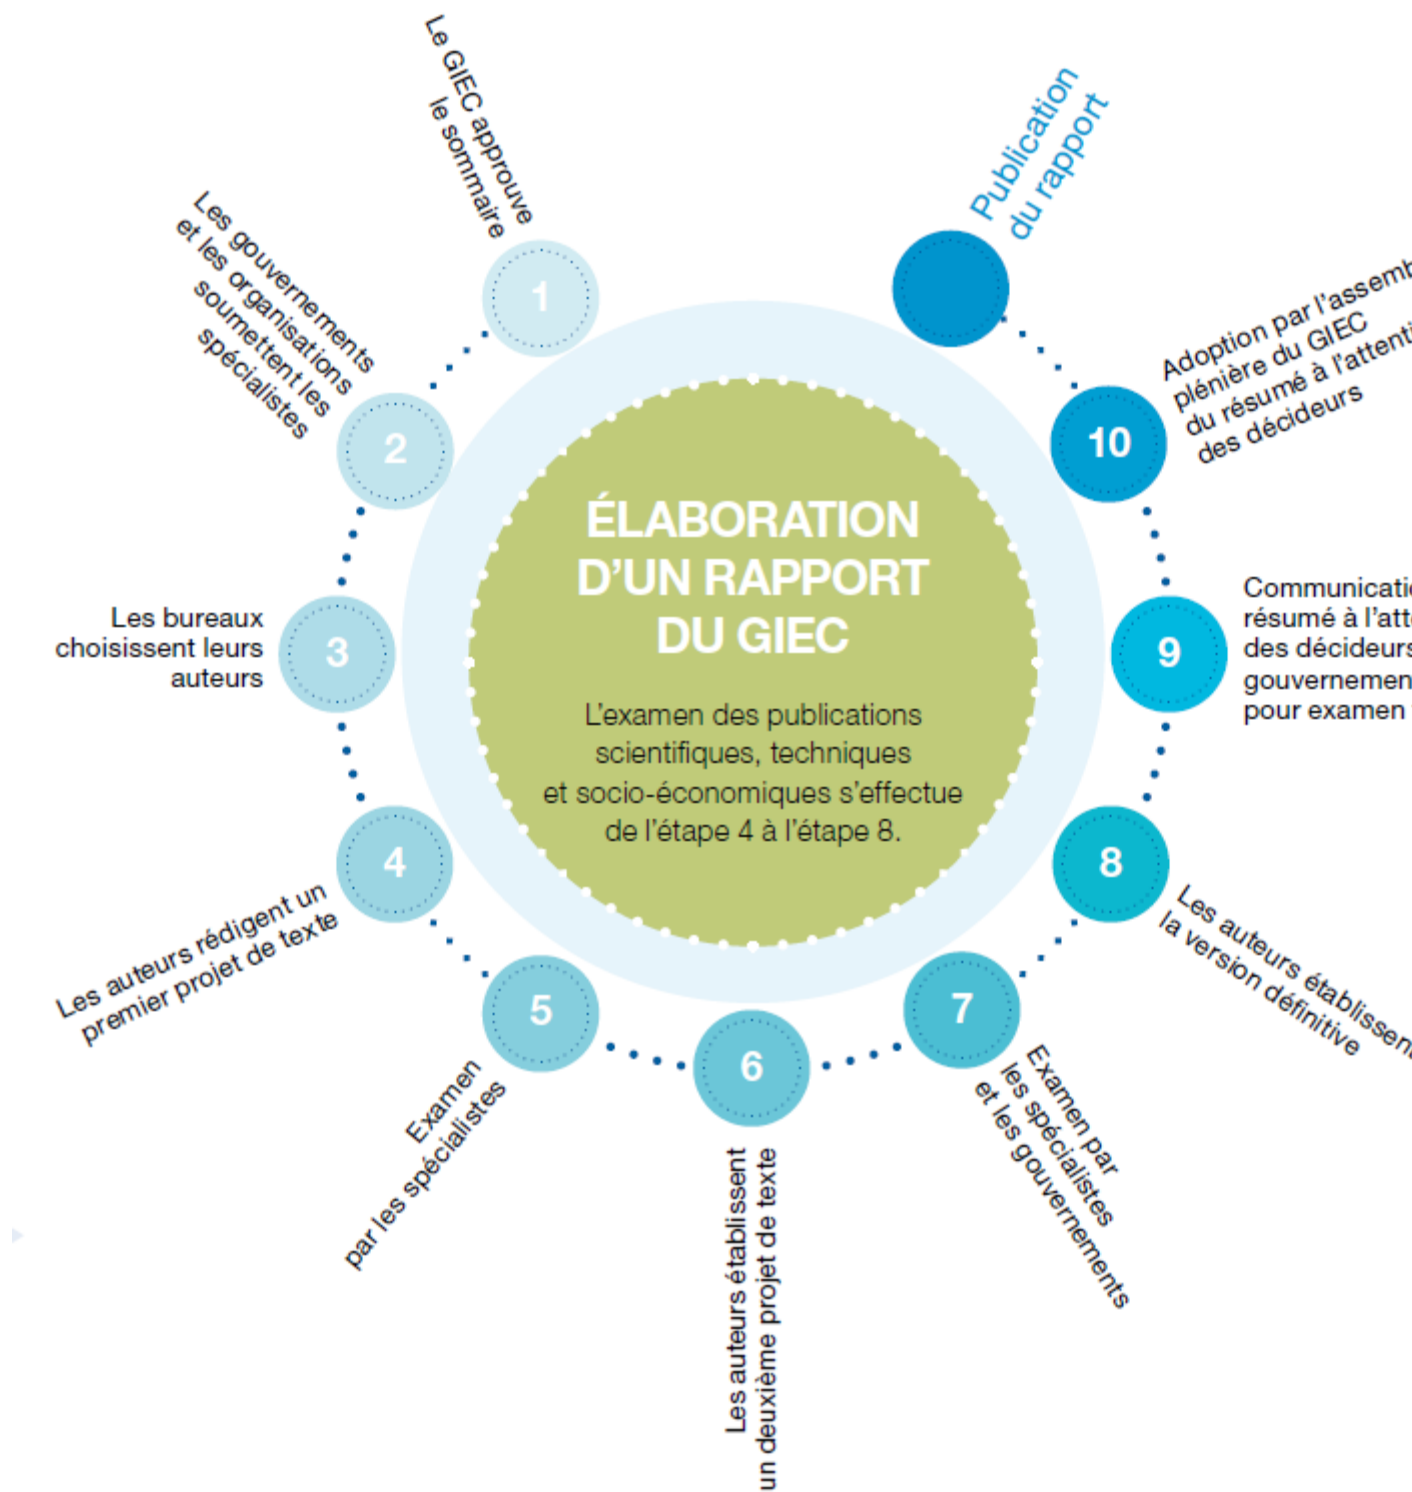 ÉLABORATION
D’UN RAPPORT
DU GIEC
L’examen des publications
scientifiques, techniques
et socio-économiques s’effectue
de l’étape 4 à l’étape 8.
1
Le GIEC approuve
le sommaire
2
Les gouvernements
et les organisations
soumettent les
spécialistes
3
Les bureaux
choisissent leurs
auteurs
4
Les auteurs rédigent un
premier projet de texte
5
Examen
par les spécialistes
6
Les auteurs établissent
un deuxième projet de texte
7
Examen par
les spécialistes
et les gouvernements
8
Les auteurs établissent
la version définitive
9
résumé à
des décideurs
pour examen
10
Adoption par
plénière du GIEC
du résumé à
des décideurs
Publication
du rapport